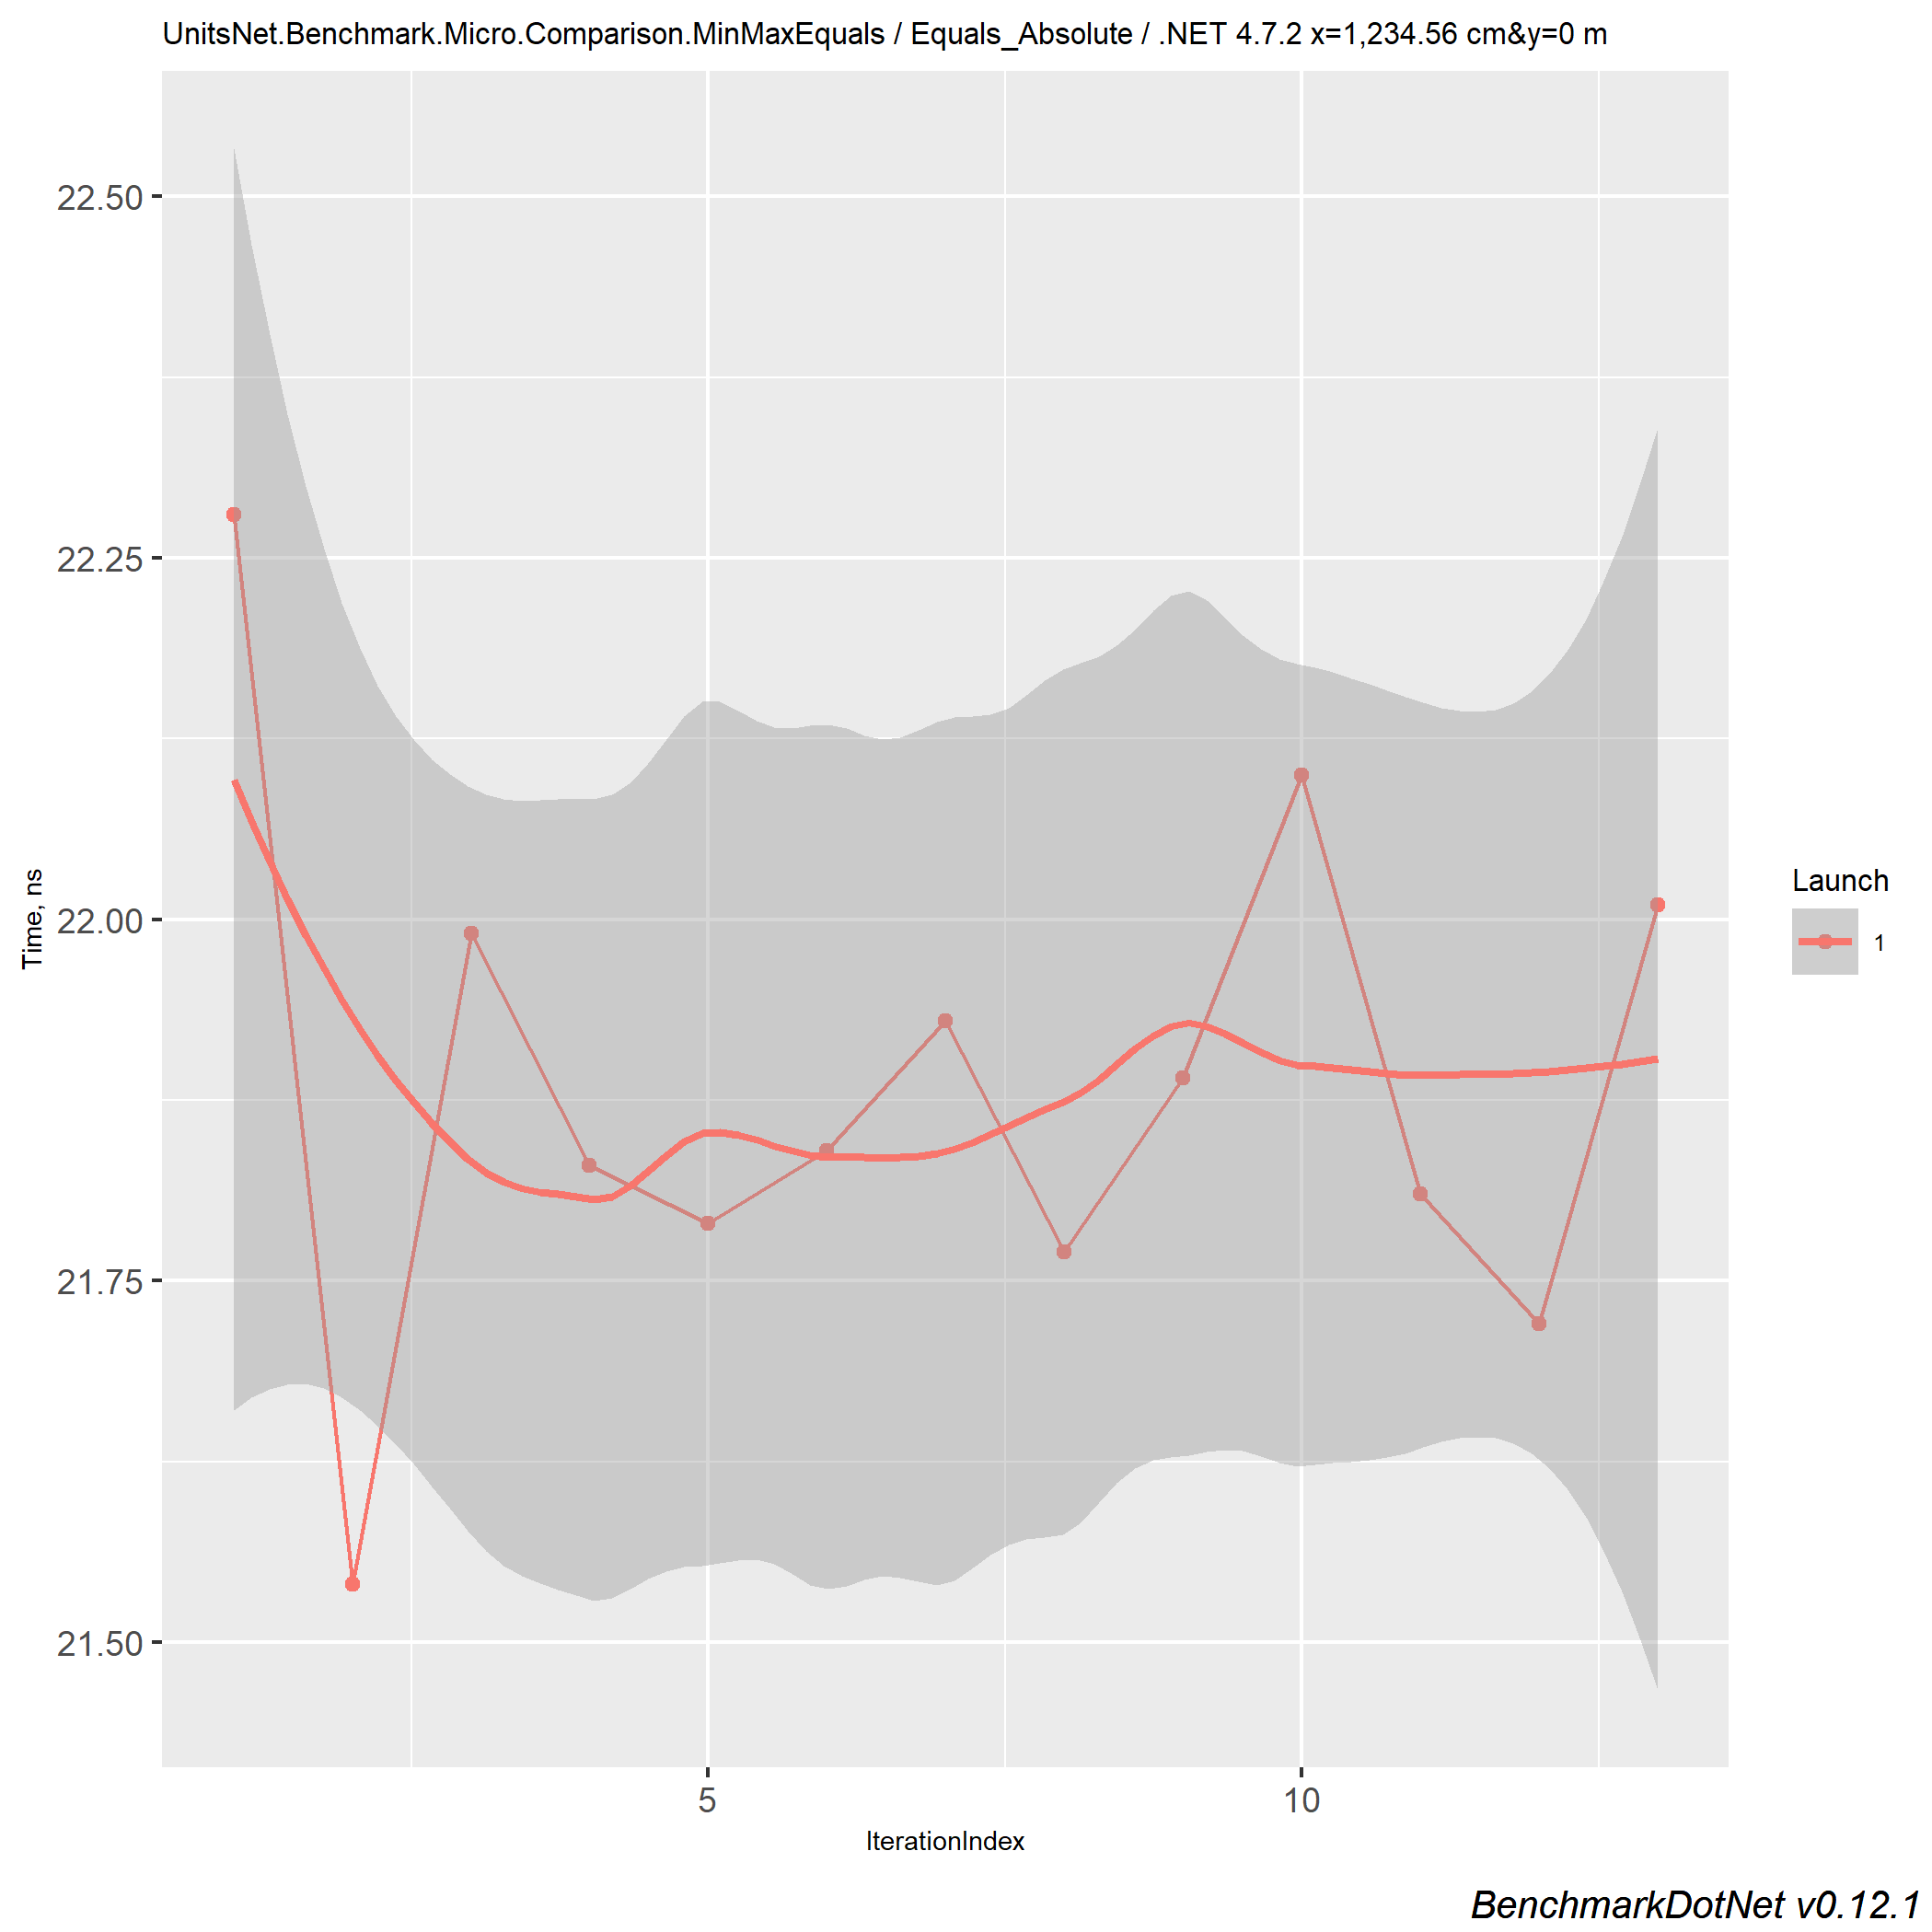 UnitsNet.Benchmark.Micro.Comparison.MinMaxEquals / Equals_Absolute / .NET 4.7.2 x=1,234.56 cm&y=0 m
22.50
22.25
22.00
21.75
21.50
Time, ns
5
10
IterationIndex
Launch
1
BenchmarkDotNet v0.12.1